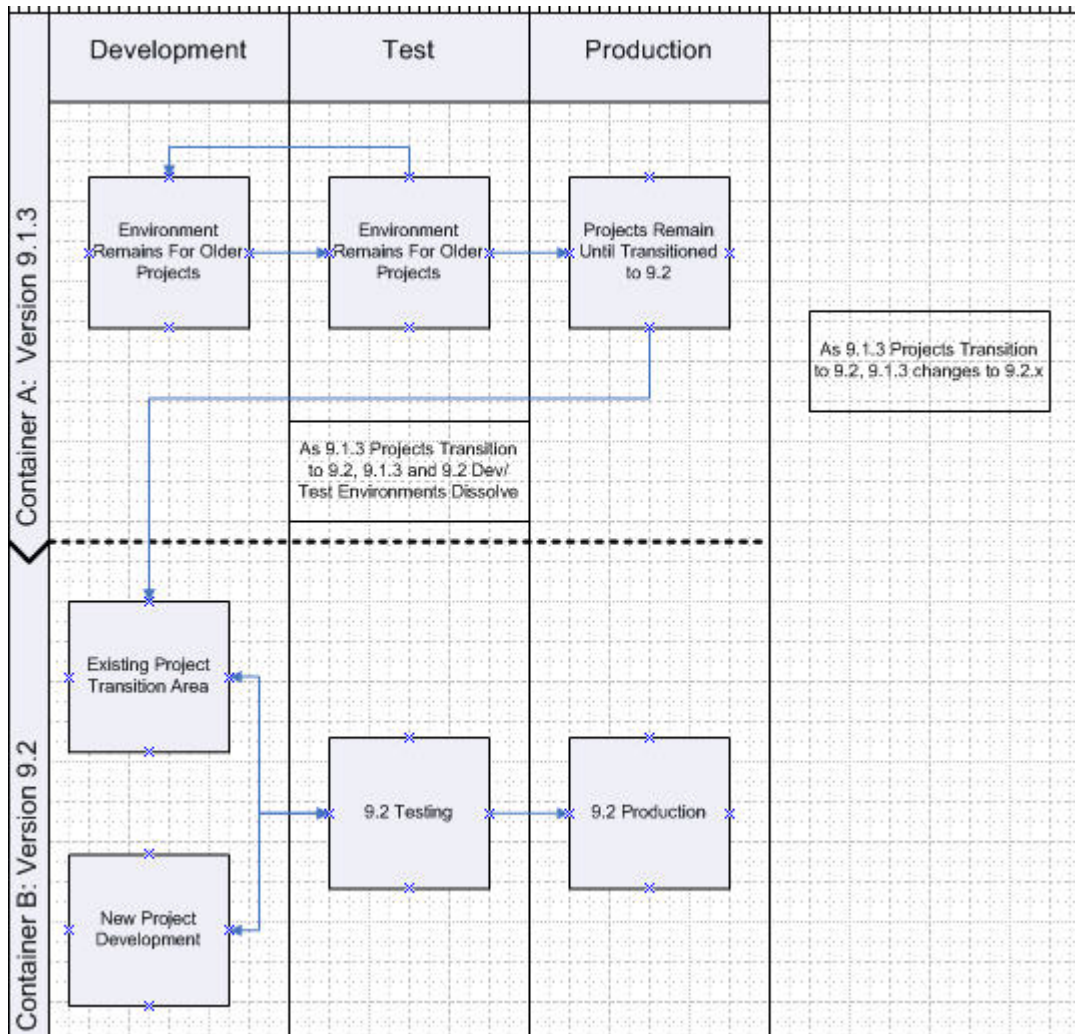 Development
Test
Production
Container A:  Version 9.1.3
Environment
Remains For Older
Projects
Environment
Remains For Older
Projects
Projects Remain
Until Transitioned
to 9.2
As 9.1.3 Projects Transition
to 9.2, 9.1.3 changes to 9.2.x
As 9.1.3 Projects Transition
to 9.2, 9.1.3 and 9.2 Dev/
Test Environments Dissolve
Container B: Version 9.2
Existing Project
Transition Area
9.2 Testing
9.2 Production
New Project
Development